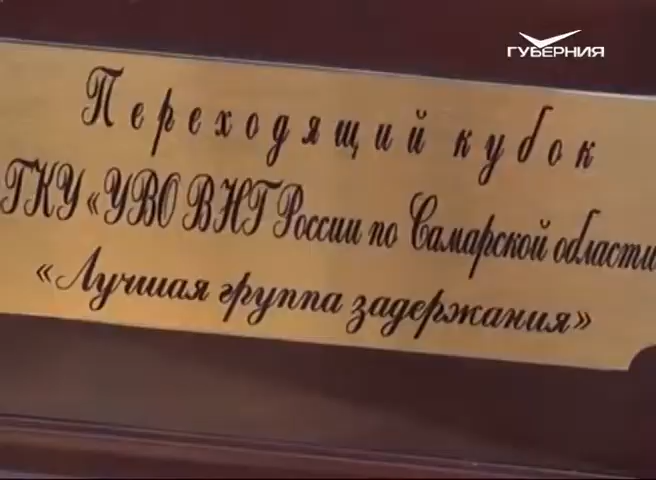 ГУБЕРНИЯ
Переходящий кубок
ГКУ «УВО ВНГ России по Самарской области
«Лучшая группа задержания»